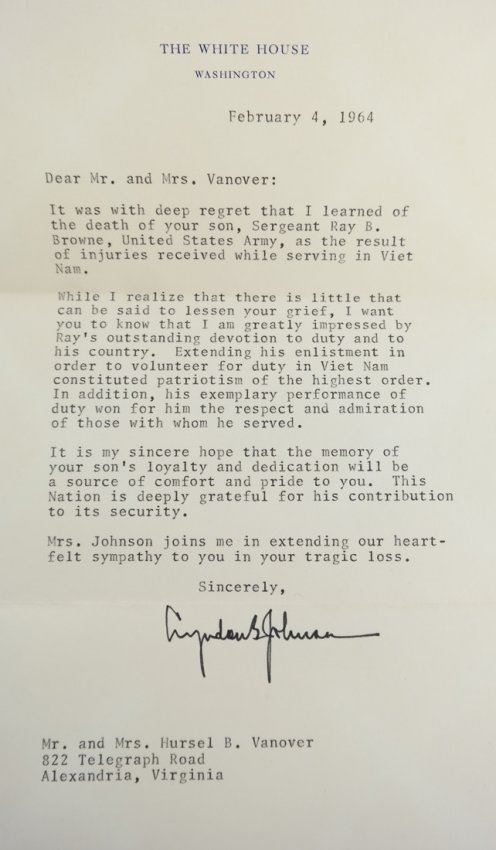 THE WHITE HOUSE
WASHINGTON
February 4, 1964
Dear Mr. and Mrs. Vanover:
It was with deep regret that I learned of
the death of your son, Sergeant Ray B.
Browne, United States Army, as the result
of injuries received while serving in Viet
Nam.
While I realize that there is little that
can be said to lessen your grief, I want
you to know that I am greatly impressed by
Ray's outstanding devotion to duty and to
his country. Extending his enlistment in
order to volunteer for duty in Viet Nam
constituted patriotism of the highest order.
In addition, his exemplary performance of
duty won for him the respect and admiration
of those with whom he served.
It is my sincere hope that the memory of
your son's loyalty and dedication will be
a source of comfort and pride to you. This
Nation is deeply grateful for his contribution
to its security.
Mrs. Johnson joins me in extending our heart-
felt sympathy to you in your tragic loss.
Sincerely,
Lyndon B Johnson
Mr. and Mrs. Hursel B. Vanover
822 Telegraph Road
Alexandria, Virginia